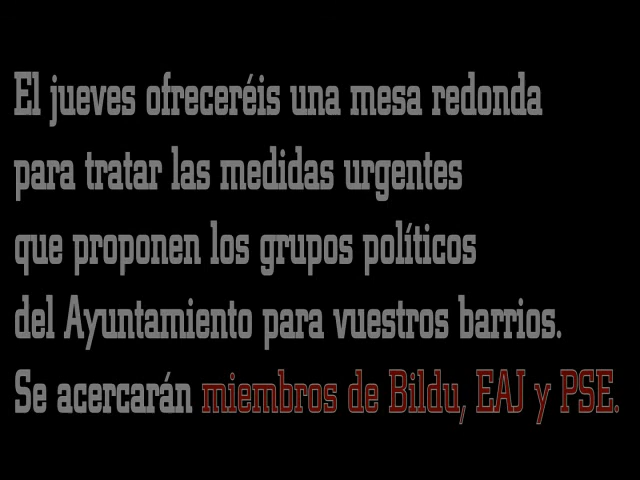 El jueves ofreceréis una mesa redonda
para tratar las medidas urgentes
que proponen los grupos políticos
del Ayuntamiento para vuestros barrios.
Se acercarán miembros de Bildu, EAJ y PSE.